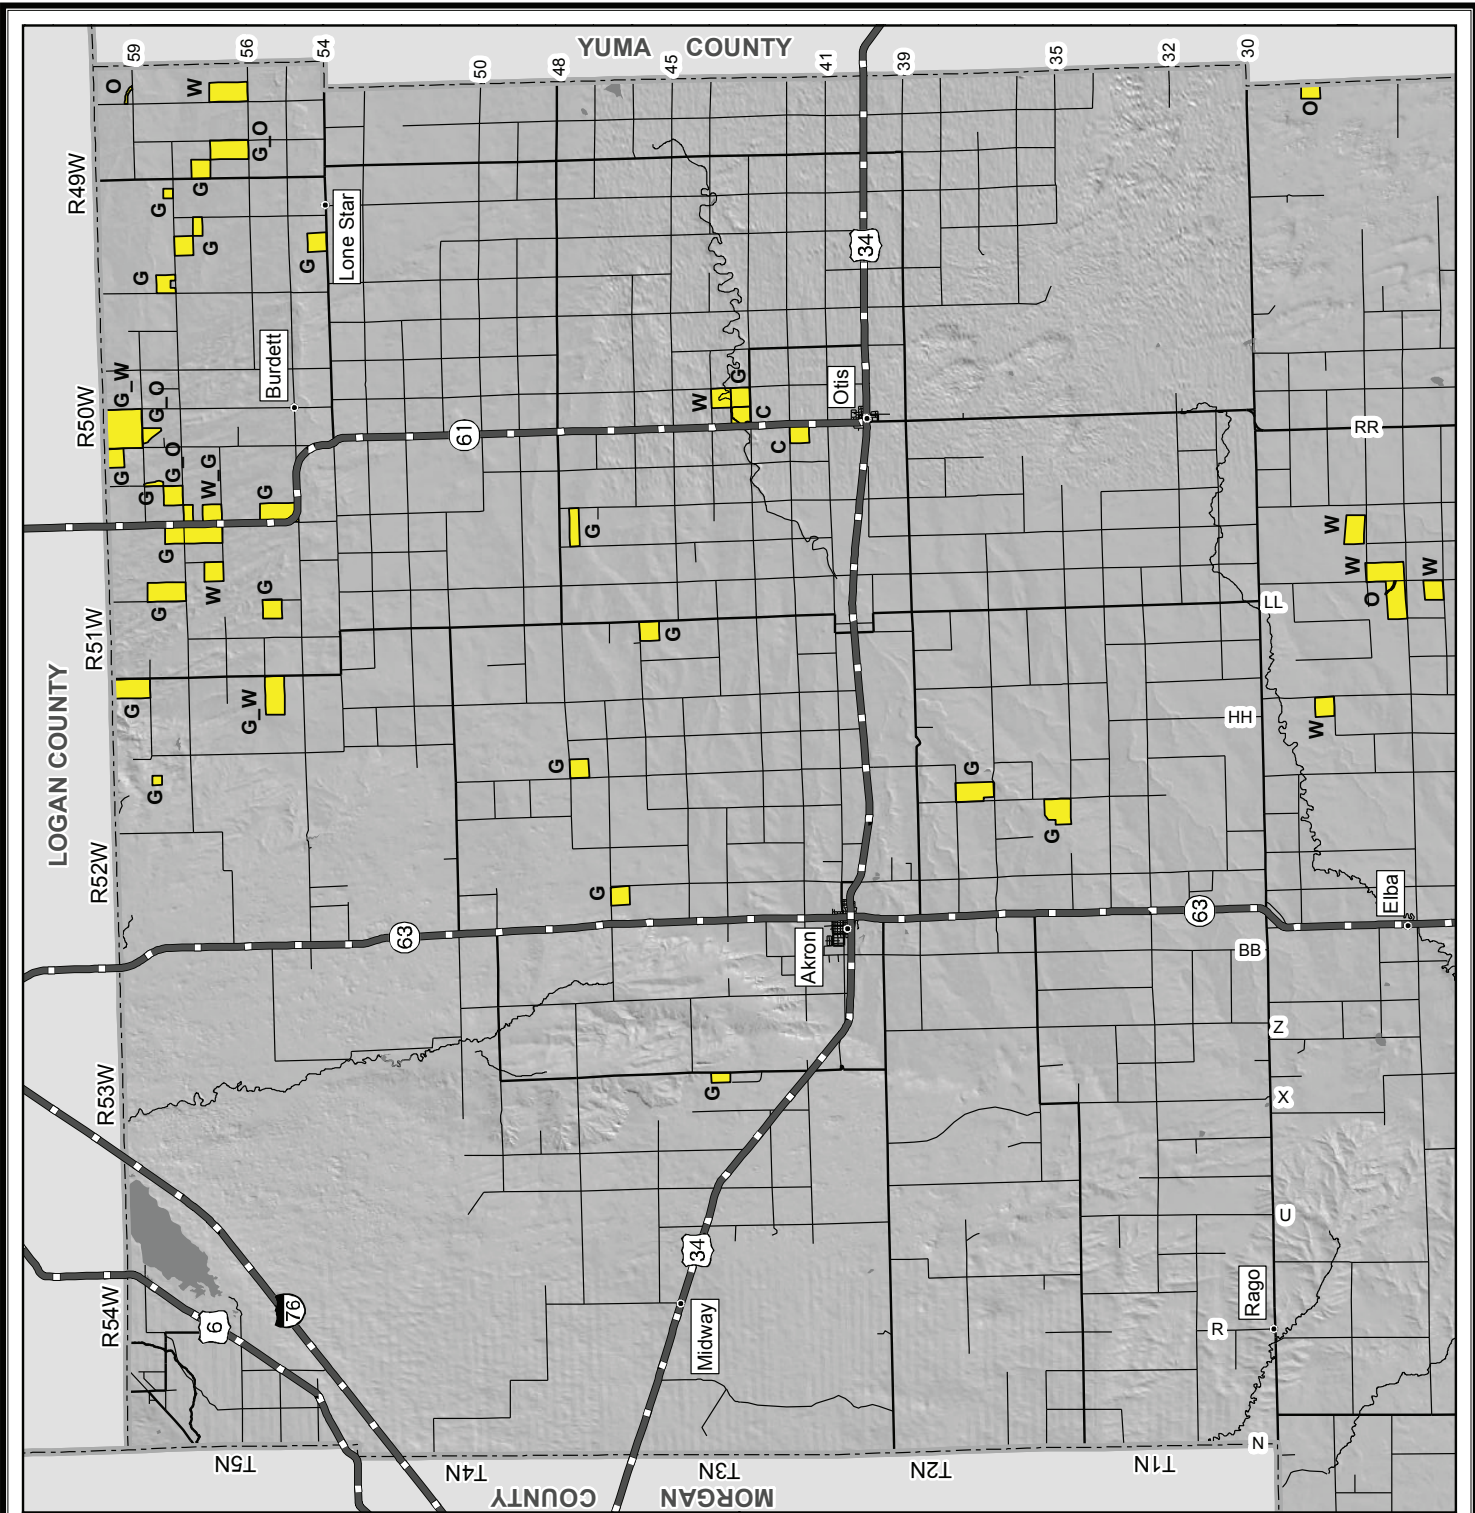 YUMA COUNTY
59
56
54
50
48
45
41
39
35
32
30
O
W
G_O
G
G
G
G
G
O
R49W
Lone Star
34
Burdett
R50W
G_W
G_O
G
G_O
G
W_G
G
61
W
G
C
C
Otis
RR
G
G
W
G
G
W
W
O
W
LL
R51W
G
G
G_W
LOGAN COUNTY
G
G
G
G
W
HH
R52W
G
63
Akron
63
Elba
BB
Z
R53W
G
X
U
R54W
6
76
34
Midway
R
Rago
N
T5N
T4N
T3N
T2N
T1N
MORGAN COUNTY